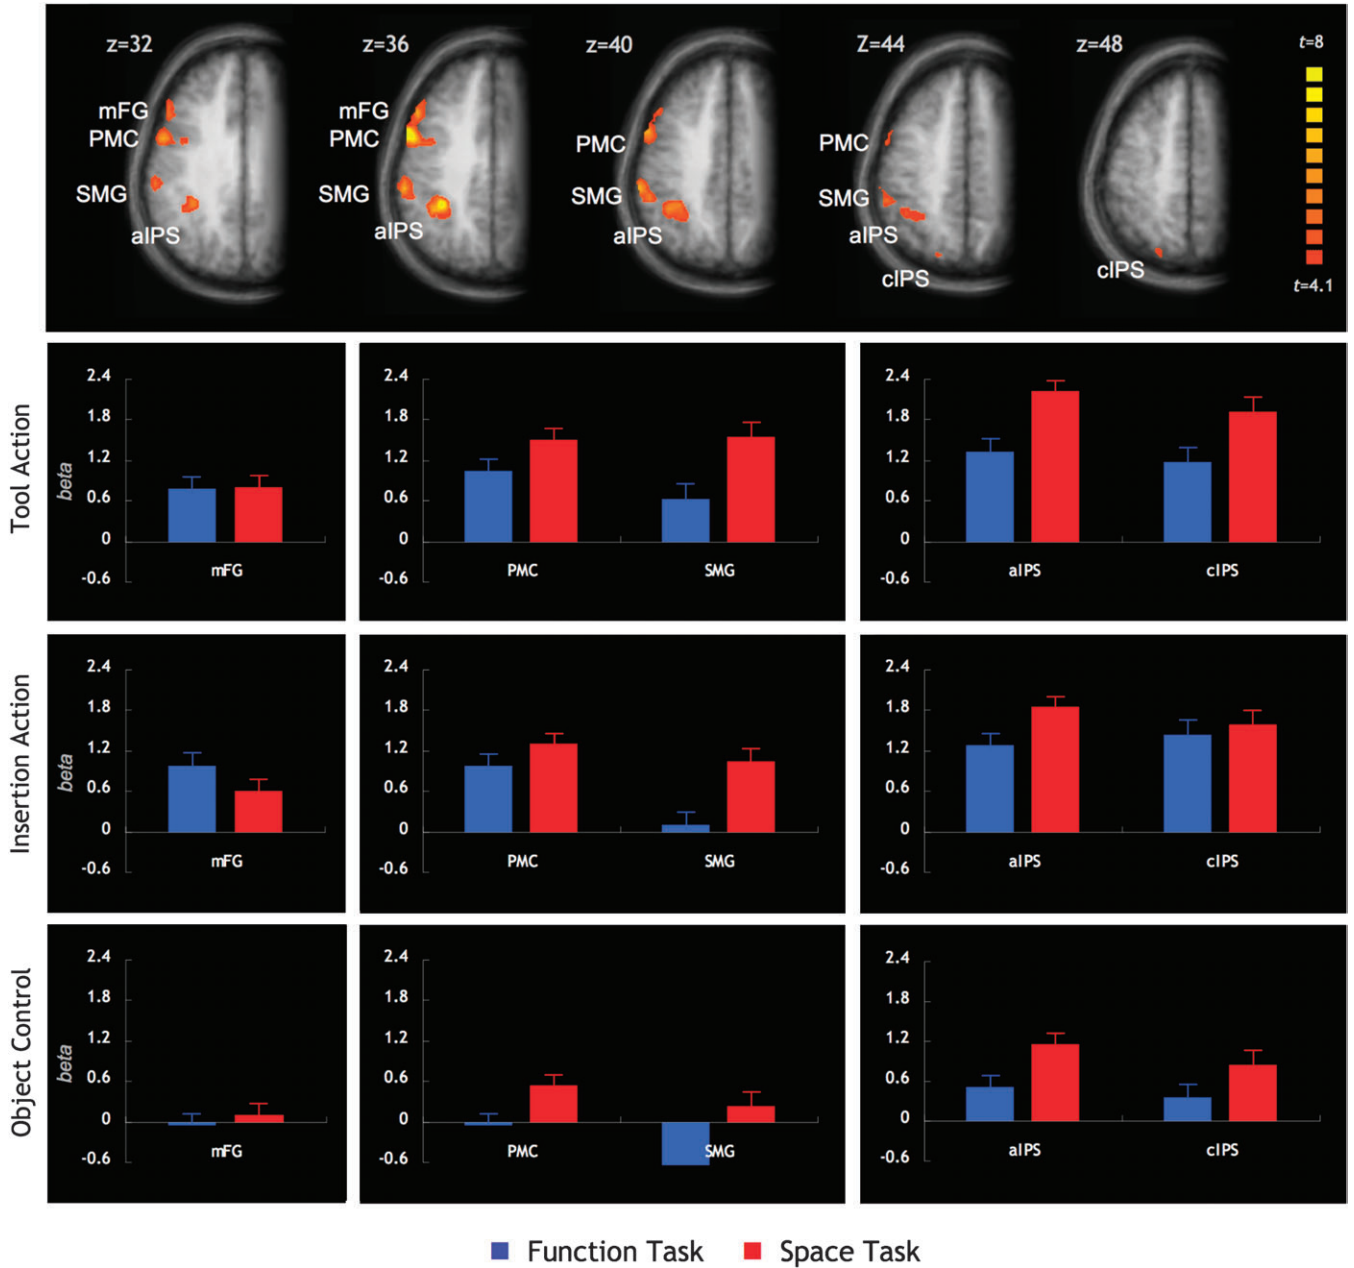 z=32 z=36 z=40 Z=44 z=48 t=8
mFG mFG
PMC PMC PMC PMC
SMG SMG SMG SMG
aIPS aIPS aIPS aIPS
cIPS cIPS
t=4.1
Tool Action
beta
2.4
1.8
1.2
0.6
0
-0.6
mFG
2.4
1.8
1.2
0.6
0
-0.6
PMC SMG
2.4
1.8
1.2
0.6
0
-0.6
aIPS cIPS
Insertion Action
beta
2.4
1.8
1.2
0.6
0
-0.6
mFG
2.4
1.8
1.2
0.6
0
-0.6
PMC SMG
2.4
1.8
1.2
0.6
0
-0.6
aIPS cIPS
Object Control
beta
2.4
1.8
1.2
0.6
0
-0.6
mFG
2.4
1.8
1.2
0.6
0
-0.6
PMC SMG
2.4
1.8
1.2
0.6
0
-0.6
aIPS cIPS
Function Task Space Task